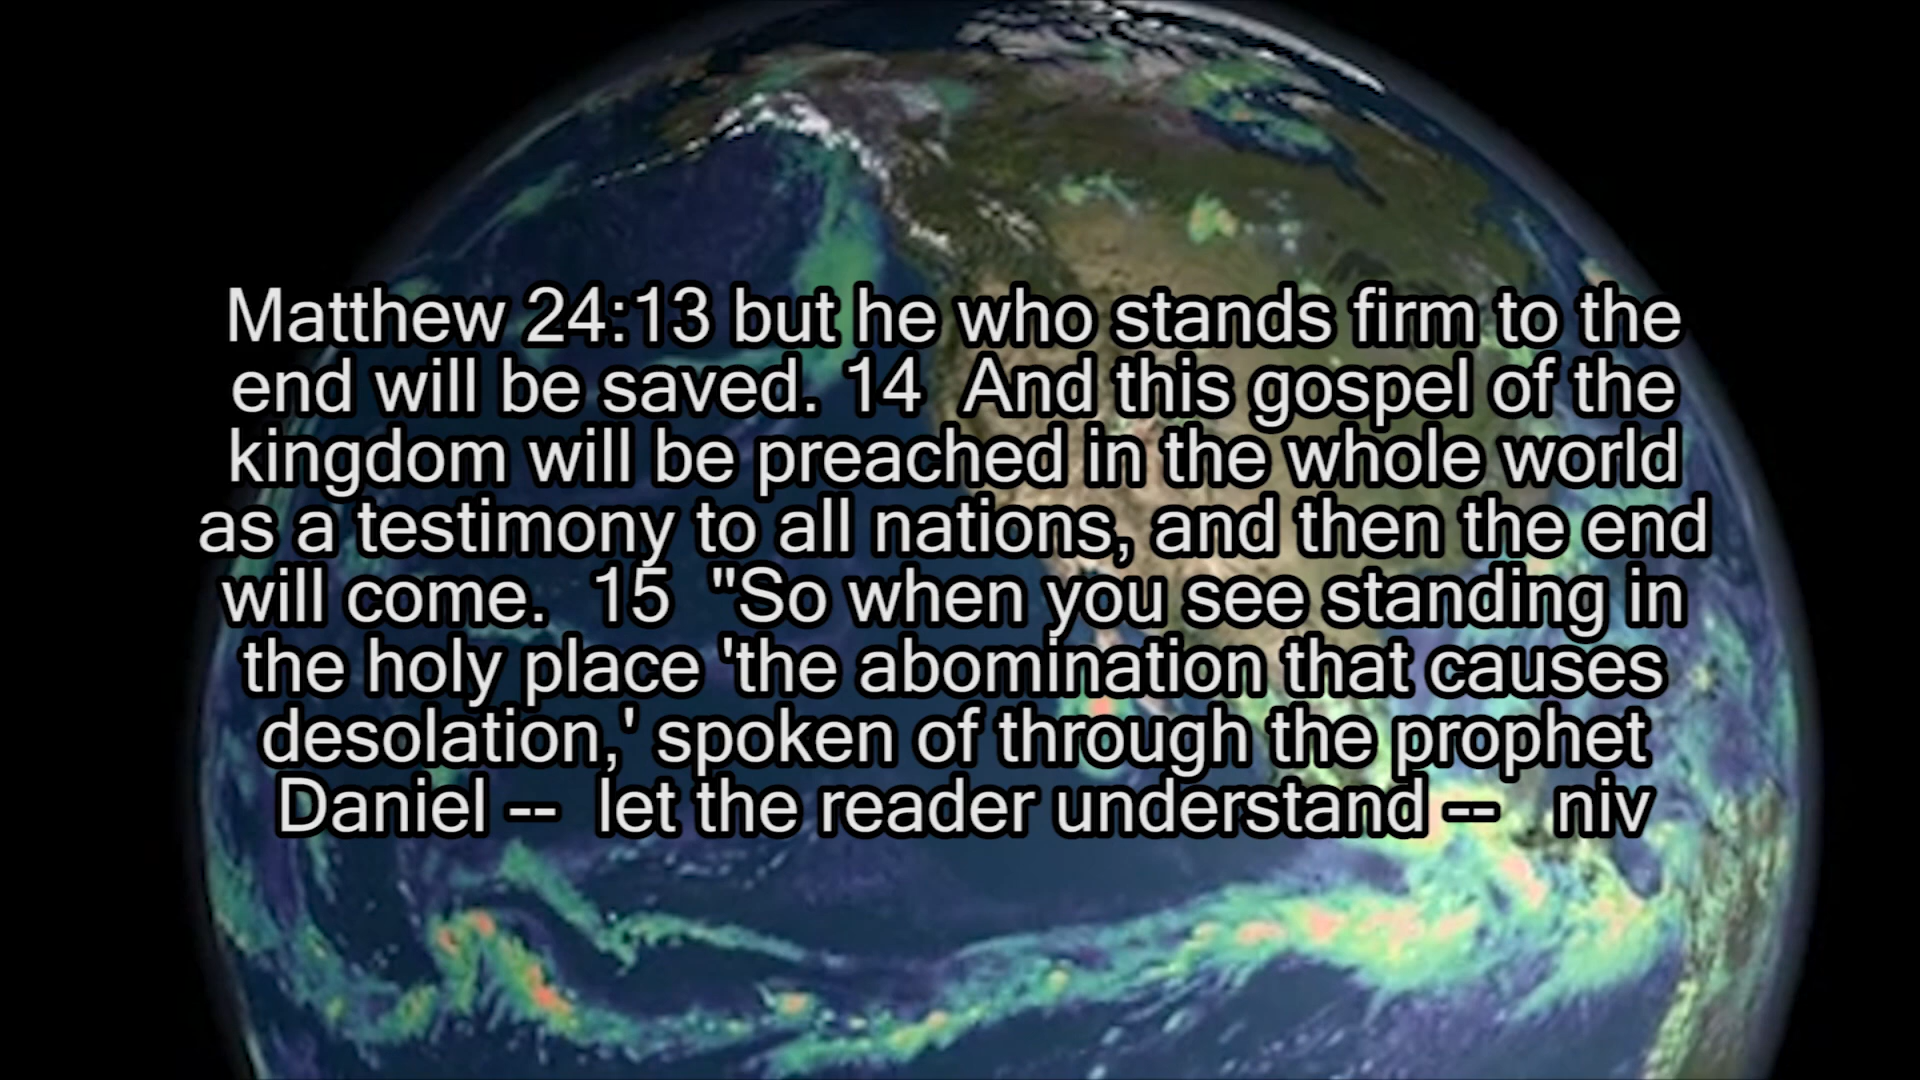 Matthew 24:13 but he who stands firm to the
end will be saved. 14  And this gospel of the
kingdom will be preached in the whole world
as a testimony to all nations, and then the end
will come.  15  "So when you see standing in
the holy place 'the abomination that causes
desolation,' spoken of through the prophet
Daniel --  let the reader understand --   niv